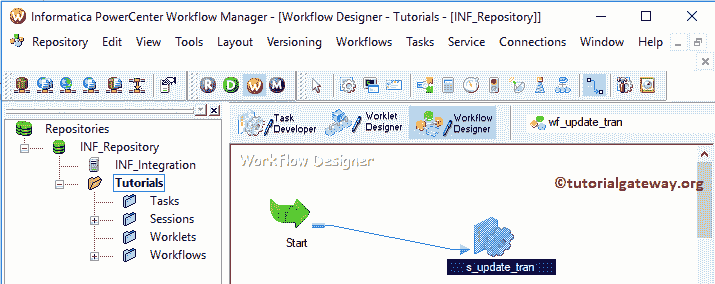 Informatica PowerCenter Workflow Manager - [Workflow Designer - Tutorials - [INF_Repository]]
Repository Edit View Tools Layout Versioning Workflows Tasks Service Connections Window Help
R D W M
Repositories
INF_Repository
INF_Integration
Tutorials
Tasks
Sessions
Worklets
Workflows
Task Developer
Worklet Designer
Workflow Designer
wf_update_tran
Workflow Designer
©tutorialgateway.org
Start
s_update_tran